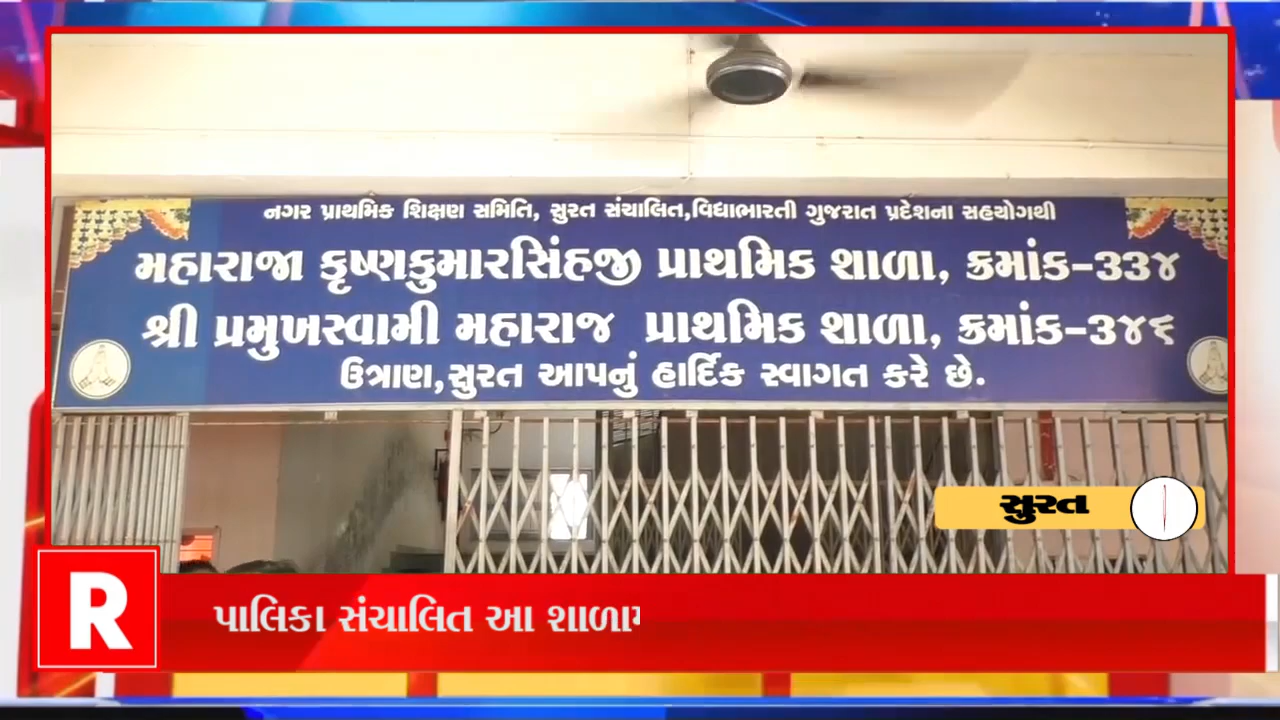 નગર પ્રાથમિક શિક્ષણ સમિતિ, સુરત સંચાલિત,વિદ્યાભારતી ગુજરાત પ્રદેશના સહયોગથી
મહારાજા કૃષ્ણકુમારસિંહજી પ્રાથમિક શાળા, ક્રમાંક-૩૩૪
શ્રી પ્રમુખસ્વામી મહારાજ પ્રાથમિક શાળા, ક્રમાંક-૩૪૬
ઉત્રાણ,સુરત આપનું હાર્દિક સ્વાગત કરે છે.
સુરત
R
પાલિકા સંચાલિત આ